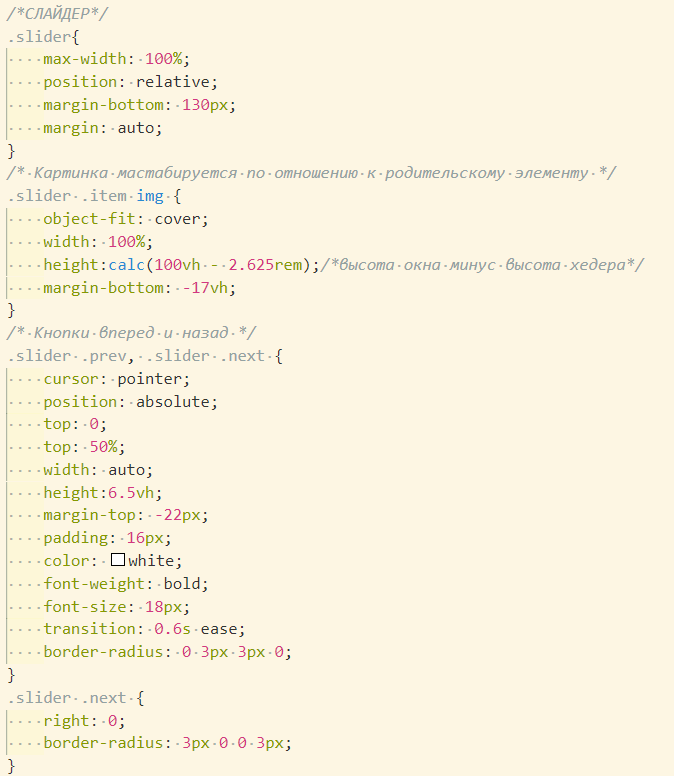 /*СЛАЙДЕР*/
.slider{
    max-width: 100%;
    position: relative;
    margin-bottom: 130px;
    margin: auto;
}
/* Картинка мастабируется по отношению к родительскому элементу */
.slider .item img {
    object-fit: cover;
    width: 100%;
    height:calc(100vh - 2.625rem);/*высота окна минус высота хедера*/
    margin-bottom: -17vh;
}
/* Кнопки вперед и назад */
.slider .prev, .slider .next {
    cursor: pointer;
    position: absolute;
    top: 0;
    top: 50%;
    width: auto;
    height:6.5vh;
    margin-top: -22px;
    padding: 16px;
    color: white;
    font-weight: bold;
    font-size: 18px;
    transition: 0.6s ease;
    border-radius: 0 3px 3px 0;
}
.slider .next {
    right: 0;
    border-radius: 3px 0 0 3px;
}